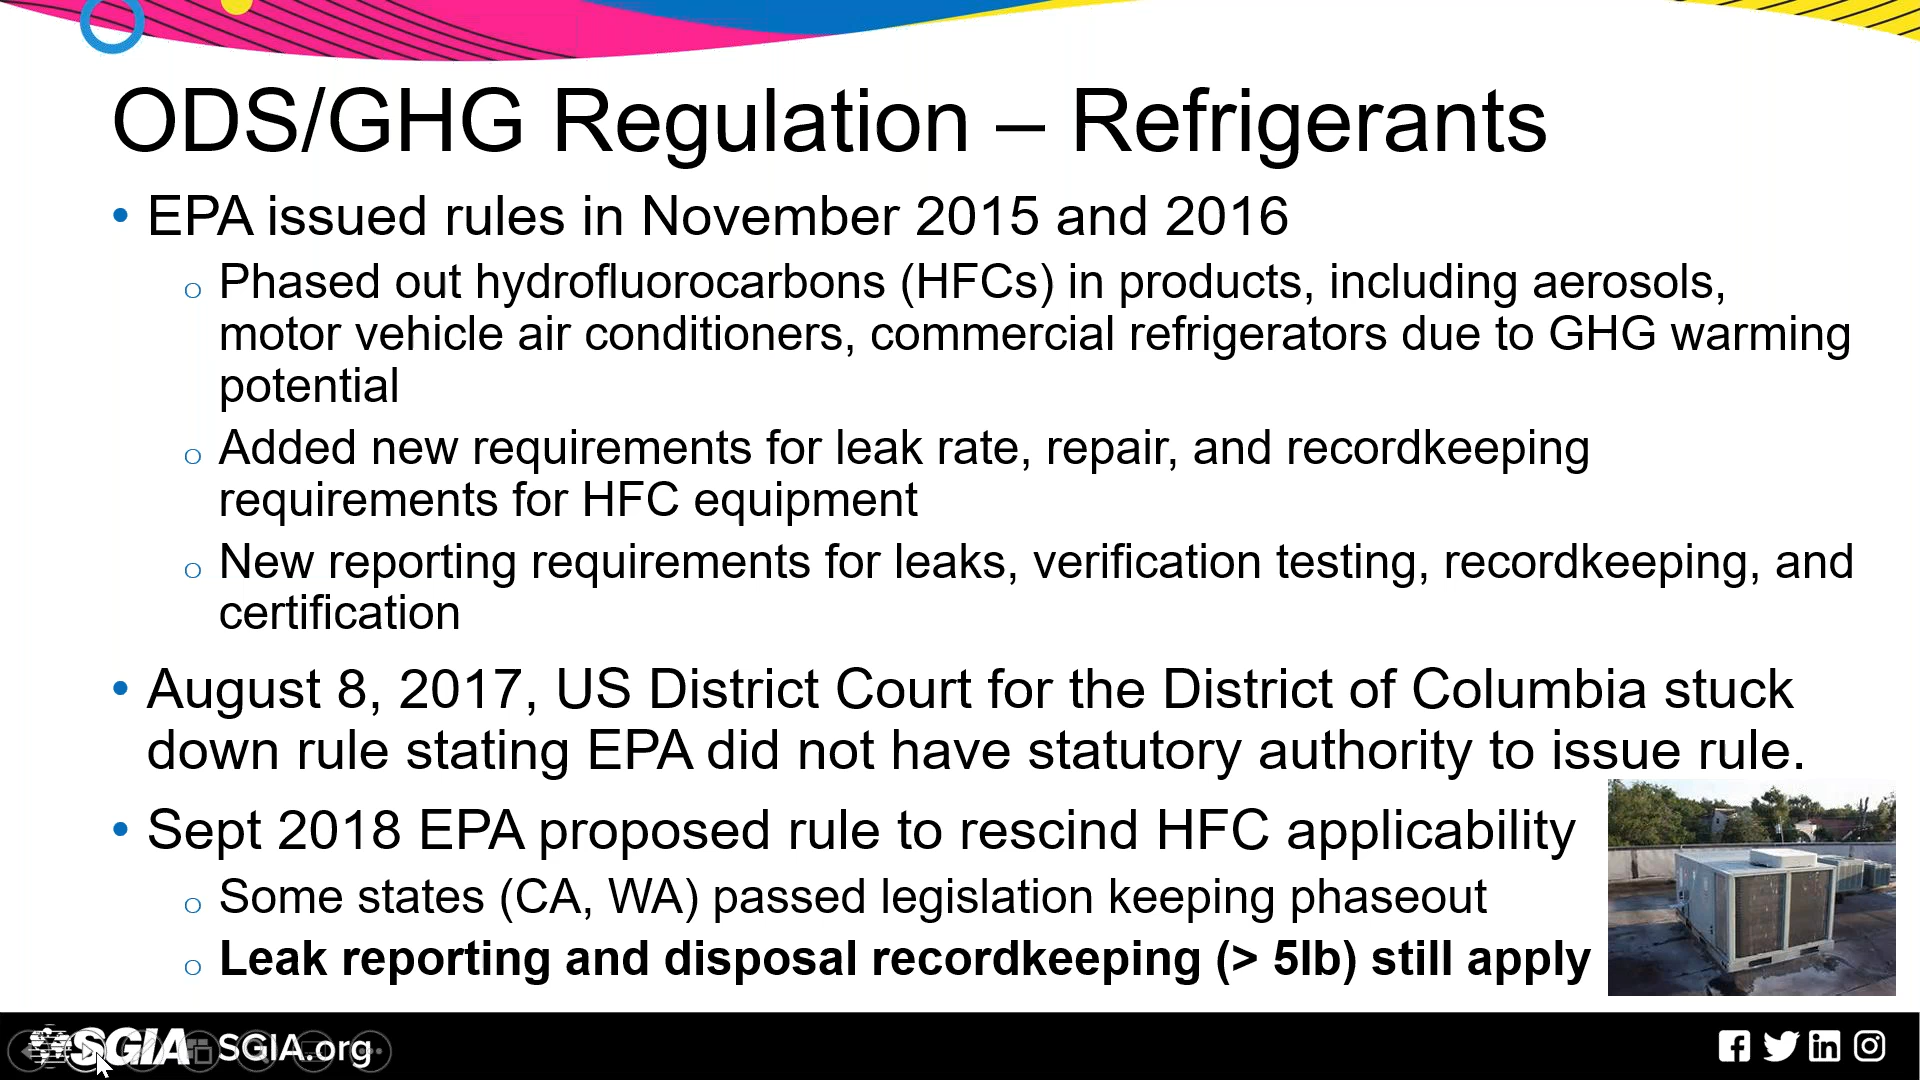 ODS/GHG Regulation – Refrigerants
• EPA issued rules in November 2015 and 2016
o Phased out hydrofluorocarbons (HFCs) in products, including aerosols,
motor vehicle air conditioners, commercial refrigerators due to GHG warming
potential
o Added new requirements for leak rate, repair, and recordkeeping
requirements for HFC equipment
o New reporting requirements for leaks, verification testing, recordkeeping, and
certification
• August 8, 2017, US District Court for the District of Columbia stuck
down rule stating EPA did not have statutory authority to issue rule.
• Sept 2018 EPA proposed rule to rescind HFC applicability
o Some states (CA, WA) passed legislation keeping phaseout
o Leak reporting and disposal recordkeeping (> 5lb) still apply
SGIA SGIA.org